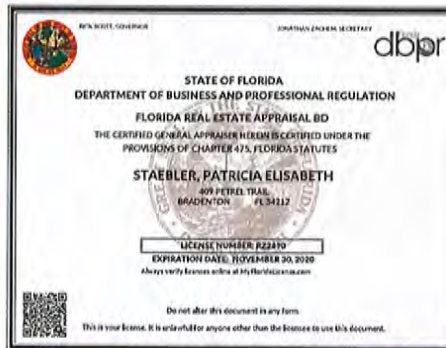 RICK SCOTT, GOVERNOR
JONATHAN ZACHEM, SECRETARY
dbpr
STATE OF FLORIDA
DEPARTMENT OF BUSINESS AND PROFESSIONAL REGULATION
FLORIDA REAL ESTATE APPRAISAL BD
THE CERTIFIED GENERAL APPRAISER HEREIN IS CERTIFIED UNDER THE
PROVISIONS OF CHAPTER 475, FLORIDA STATUTES
STAEBLER, PATRICIA ELISABETH
409 PETREL TRAIL
BRADENTON FL 34212
LICENSE NUMBER: RZ2890
EXPIRATION DATE: NOVEMBER 30, 2020
Always verify licenses online at MyFloridaLicense.com
Do not alter this document in any form.
This is your license. It is unlawful for anyone other than the licensee to use this document.